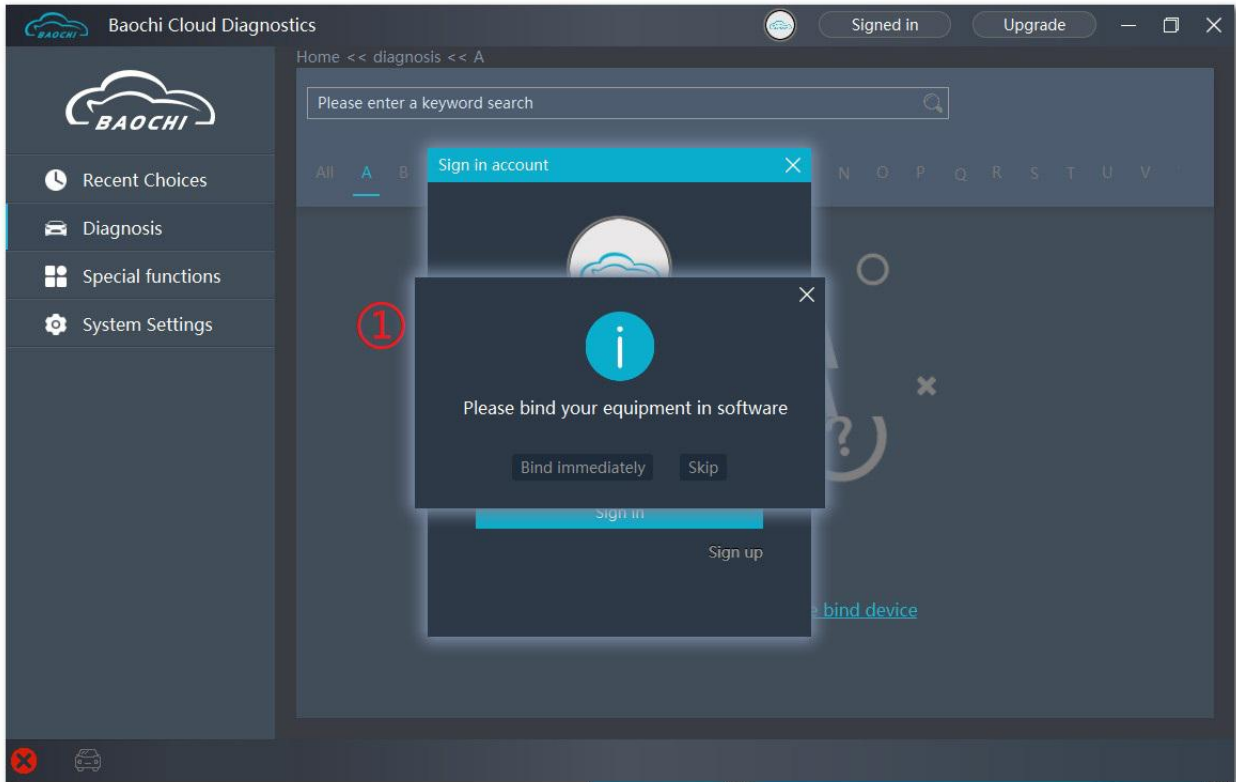 BAOCHI Baochi Cloud Diagnostics Signed in Upgrade
Home << diagnosis << A
BAOCHI
Please enter a keyword search
Recent Choices
Diagnosis
Special functions
System Settings
All A B N O P Q R S T U V
Sign in account
①
i
Please bind your equipment in software
Bind immediately Skip
Sign in
Sign up
bind device
?